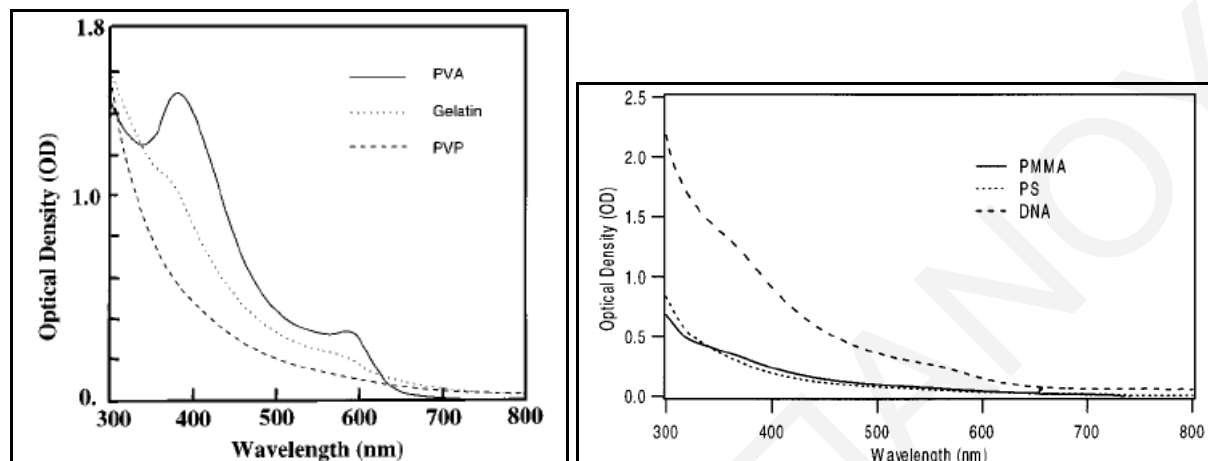 1.8
1.0
0.
Optical Density (OD)
PVA
Gelatin
PVP
300 400 500 600 700 800
Wavelength (nm)
2.5
2.0
1.5
1.0
0.5
0.0
Optical Density (OD)
PMMA
PS
DNA
300 400 500 600 700 800
Wavelength (nm)
TANOY